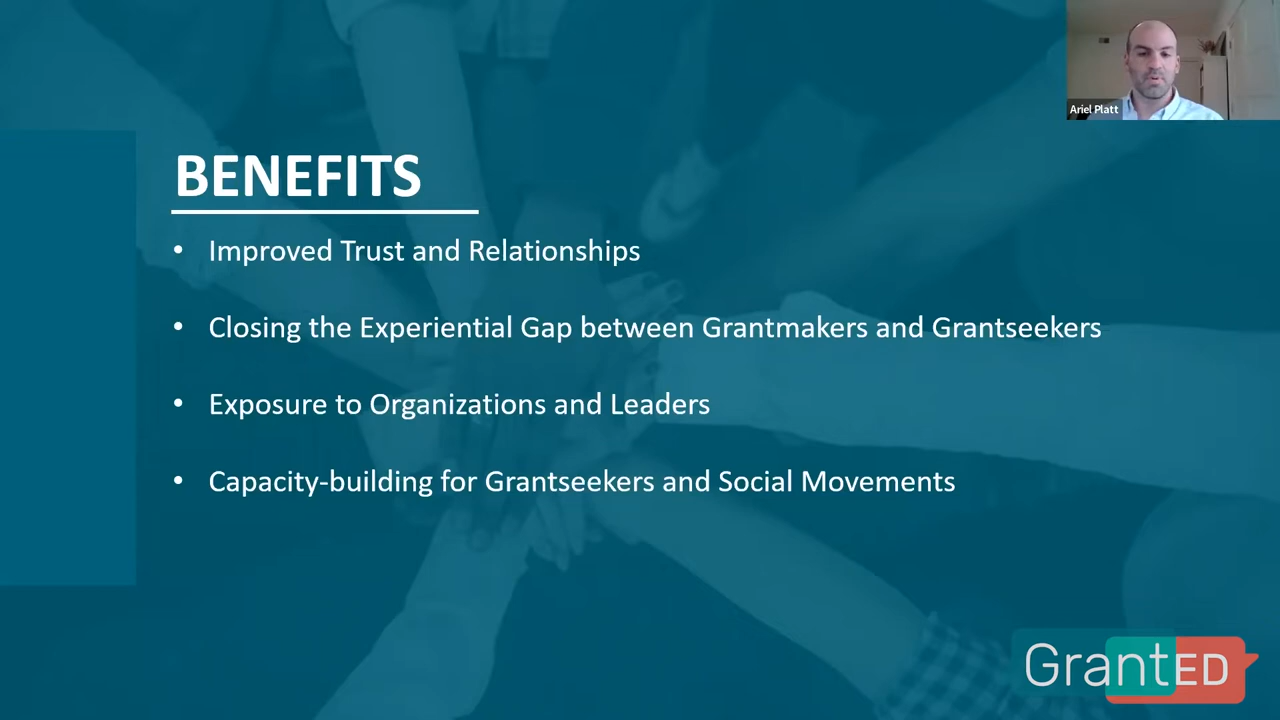 Ariel Platt
BENEFITS
• Improved Trust and Relationships
• Closing the Experiential Gap between Grantmakers and Grantseekers
• Exposure to Organizations and Leaders
• Capacity-building for Grantseekers and Social Movements
GrantED